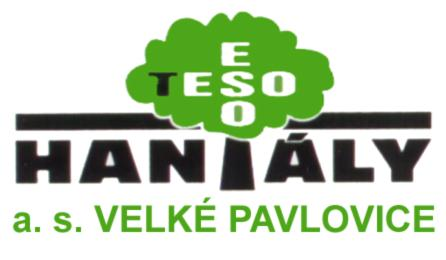 E
TESO
O
HANTÁLY
a. s. VELKÉ PAVLOVICE